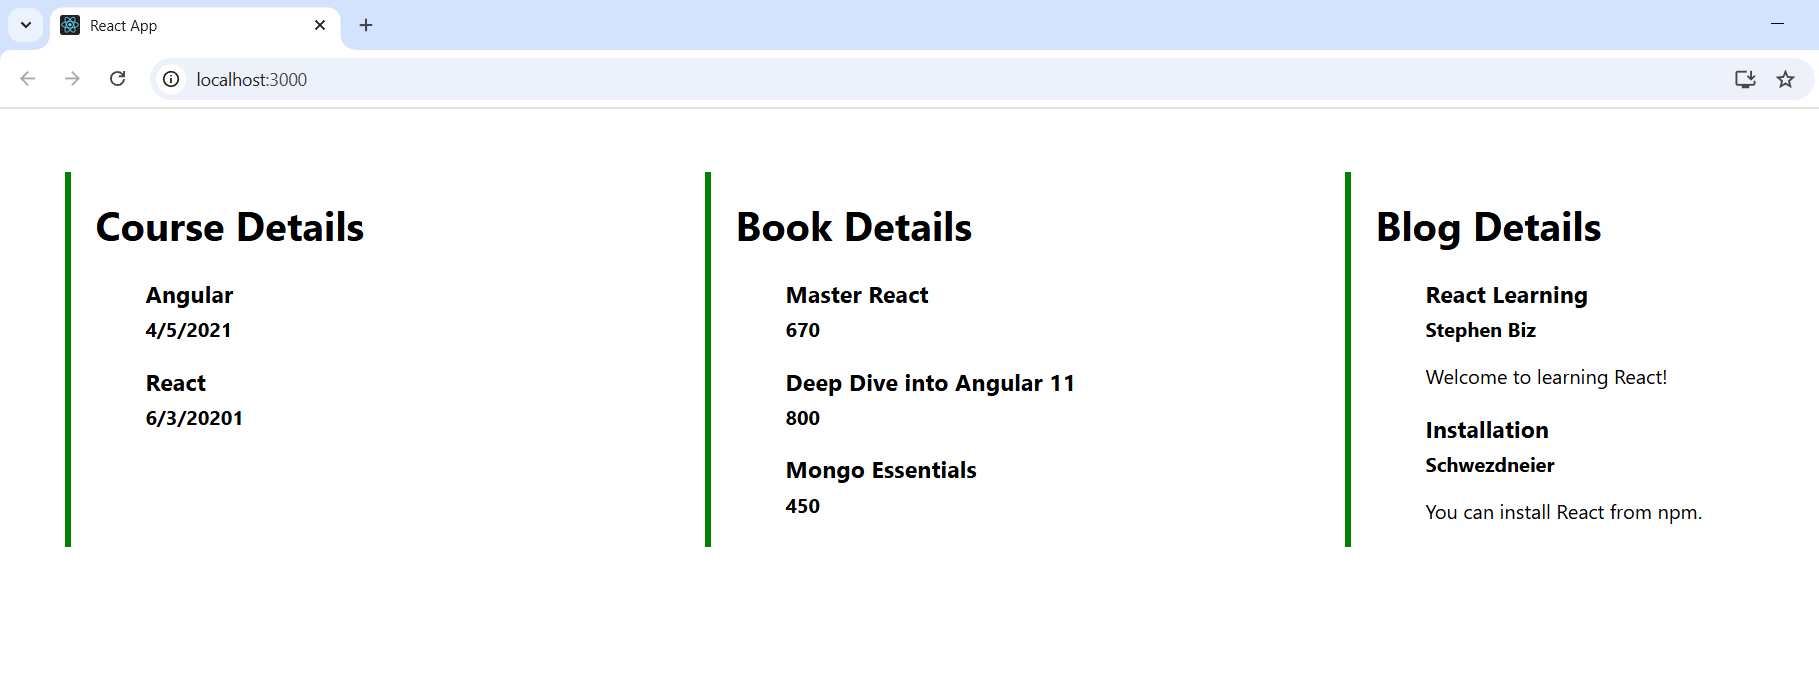 React App
localhost:3000
Course Details
Angular
4/5/2021
React
6/3/20201
Book Details
Master React
670
Deep Dive into Angular 11
800
Mongo Essentials
450
Blog Details
React Learning
Stephen Biz
Welcome to learning React!
Installation
Schwezdneier
You can install React from npm.